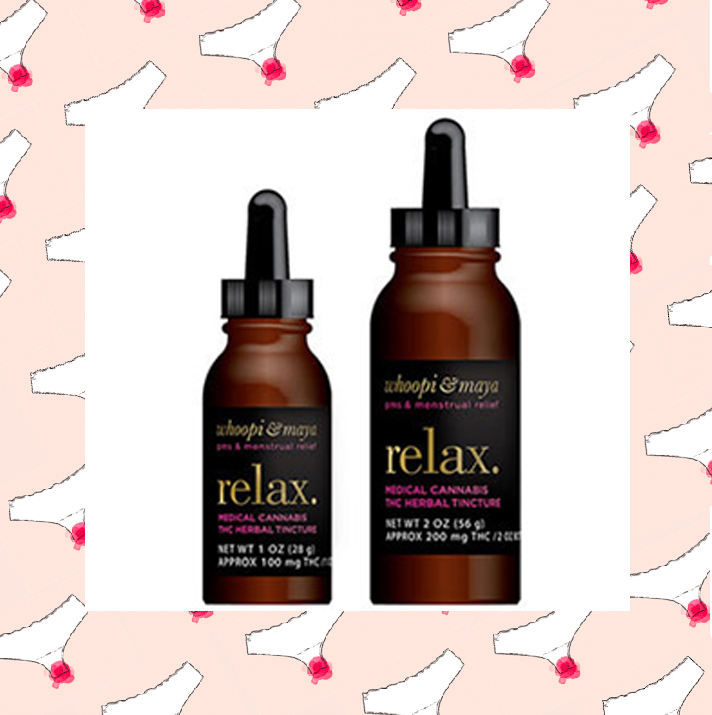 whoopi & maya
pms & menstrual relief
relax.
MEDICAL CANNABIS
THC HERBAL TINCTURE
NET WT 1 OZ (28 g)
APPROX 100 mg THC
whoopi & maya
pms & menstrual relief
relax.
MEDICAL CANNABIS
THC HERBAL TINCTURE
NET WT 2 OZ (56 g)
APPROX 200 mg THC /2 OZ